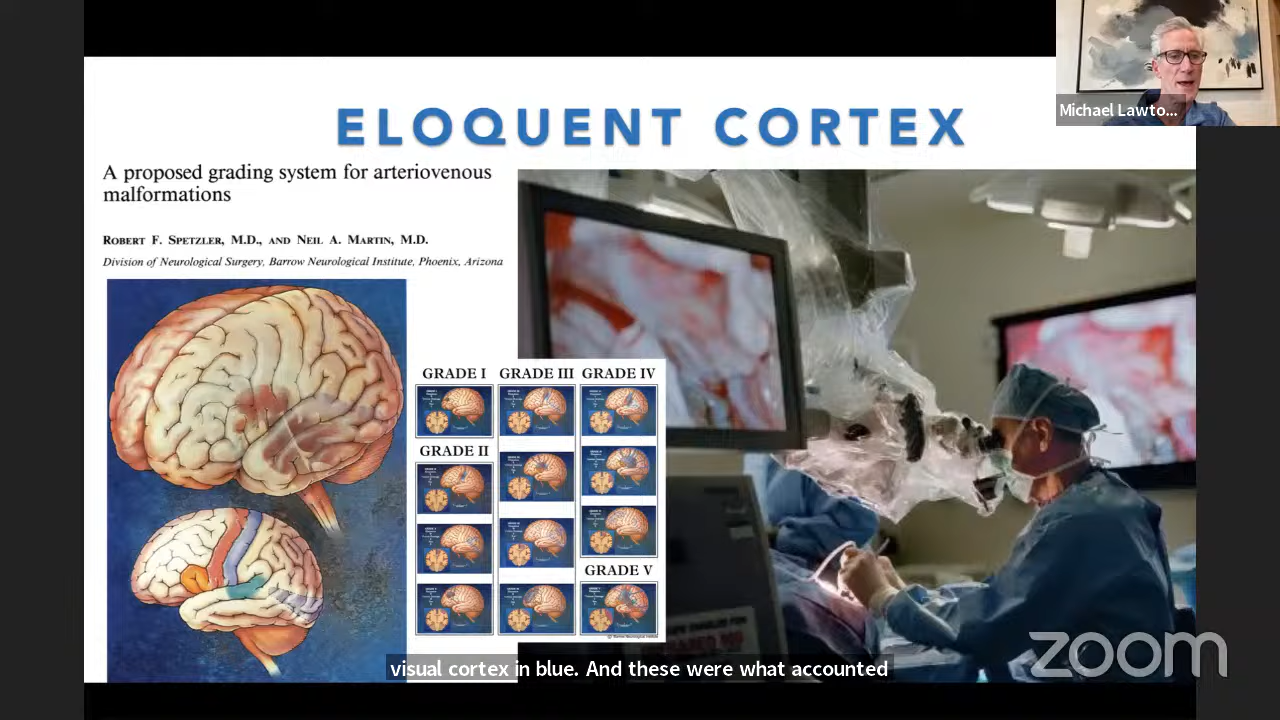 Michael Lawto...
ELOQUENT CORTEX
A proposed grading system for arteriovenous
malformations
ROBERT F. SPETZLER, M.D., AND NEIL A. MARTIN, M.D.
Division of Neurological Surgery, Barrow Neurological Institute, Phoenix, Arizona
GRADE I
GRADE III
GRADE IV
GRADE II
GRADE V
zoom
visual cortex in blue. And these were what accounted